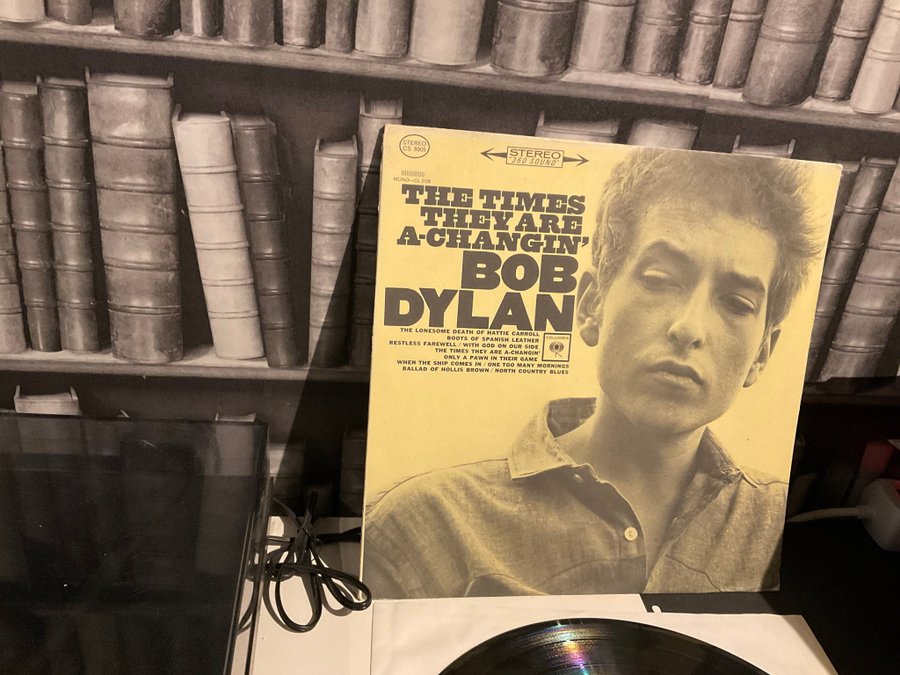 STEREO
CS 8905
STEREO
"360 SOUND"
MONO—CL 2105
THE TIMES
THEY ARE
A-CHANGIN'
BOB
DYLAN
THE LONESOME DEATH OF HATTIE CARROLL
BOOTS OF SPANISH LEATHER
RESTLESS FAREWELL / WITH GOD ON OUR SIDE
THE TIMES THEY ARE A-CHANGIN'
ONLY A PAWN IN THEIR GAME
WHEN THE SHIP COMES IN / ONE TOO MANY MORNINGS
BALLAD OF HOLLIS BROWN / NORTH COUNTRY BLUES
COLUMBIA